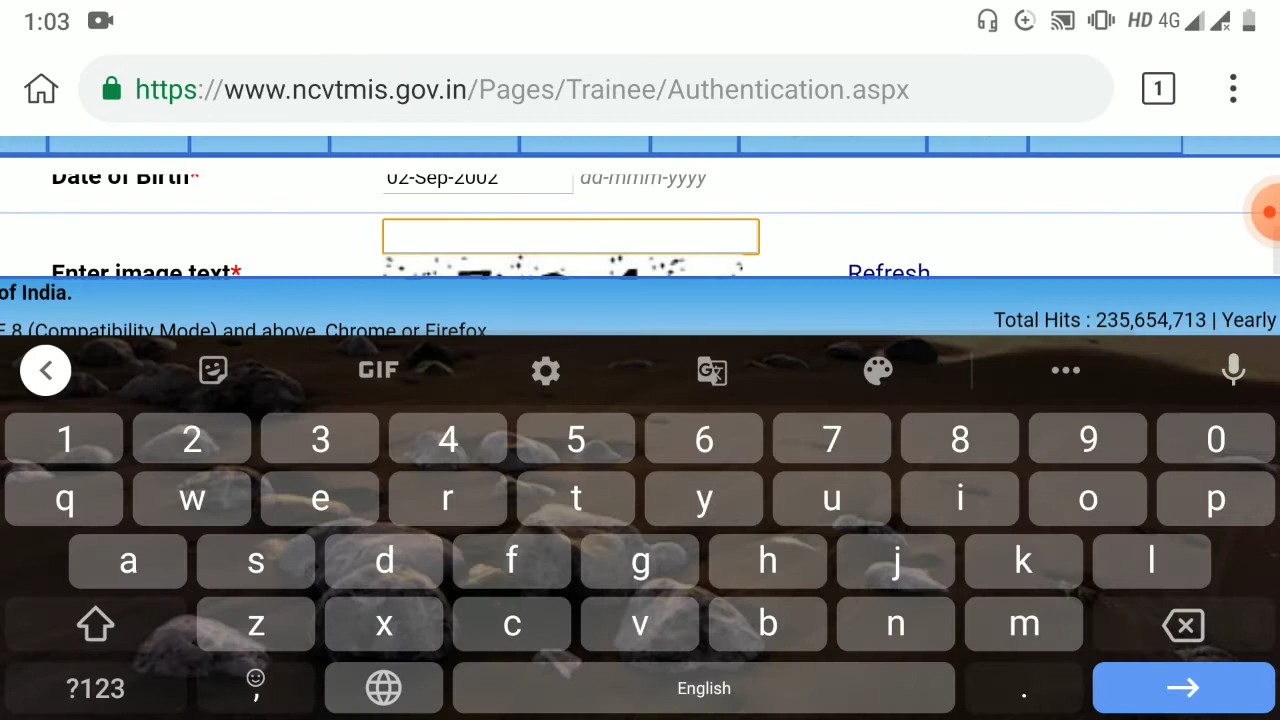 1:03
HD 4G
https://www.ncvtmis.gov.in/Pages/Trainee/Authentication.aspx
1
Date of Birth*
02-Sep-2002
dd-mmm-yyyy
Enter image text*
Refresh
of India.
8 (Compatibility Mode) and above, Chrome or Firefox
Total Hits : 235,654,713 | Yearly
GIF
1 2 3 4 5 6 7 8 9 0
q w e r t y u i o p
a s d f g h j k l
z x c v b n m
?123
,
English
.